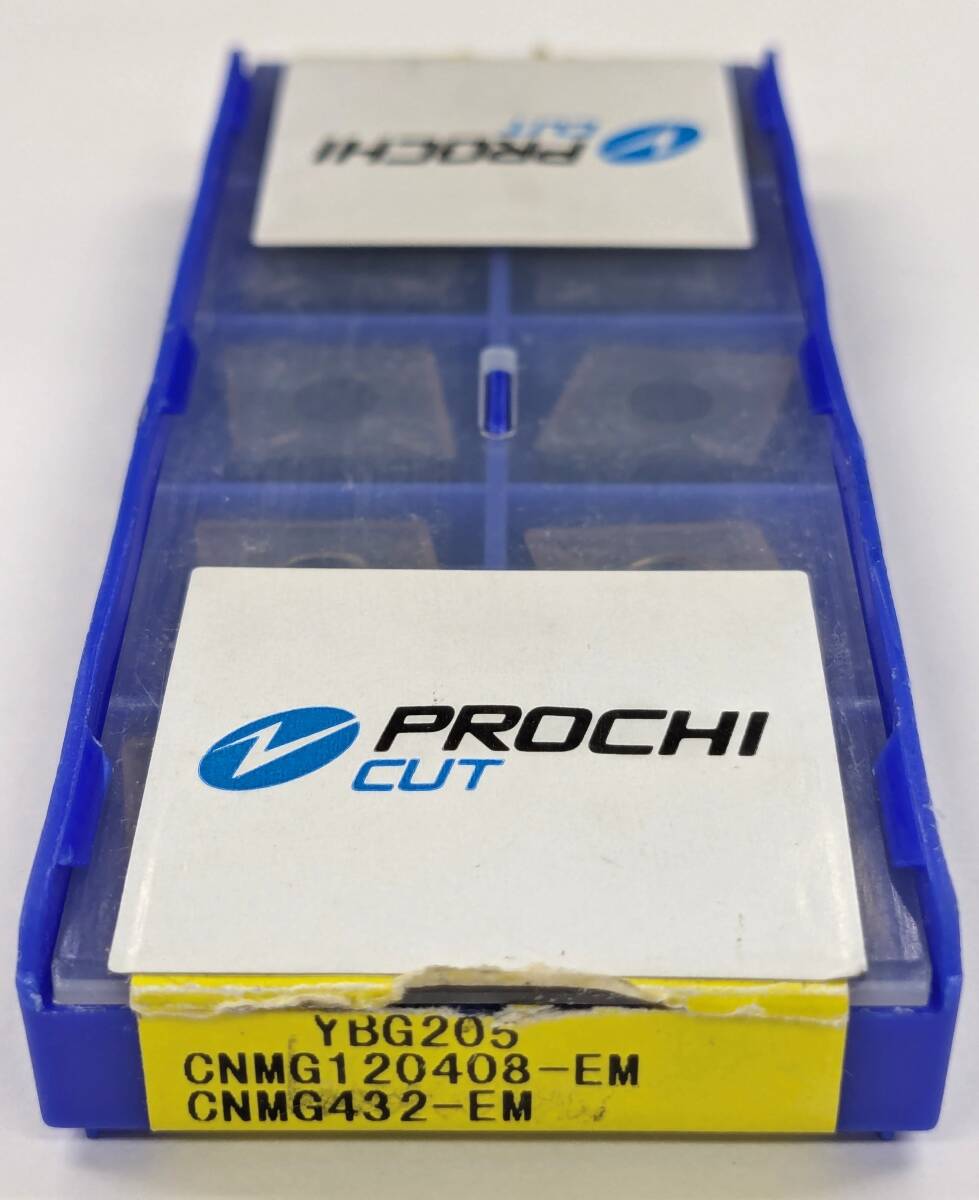 PROCHI
CUT
PROCHI
CUT
YBG205
CNMG120408-EM
CNMG432-EM